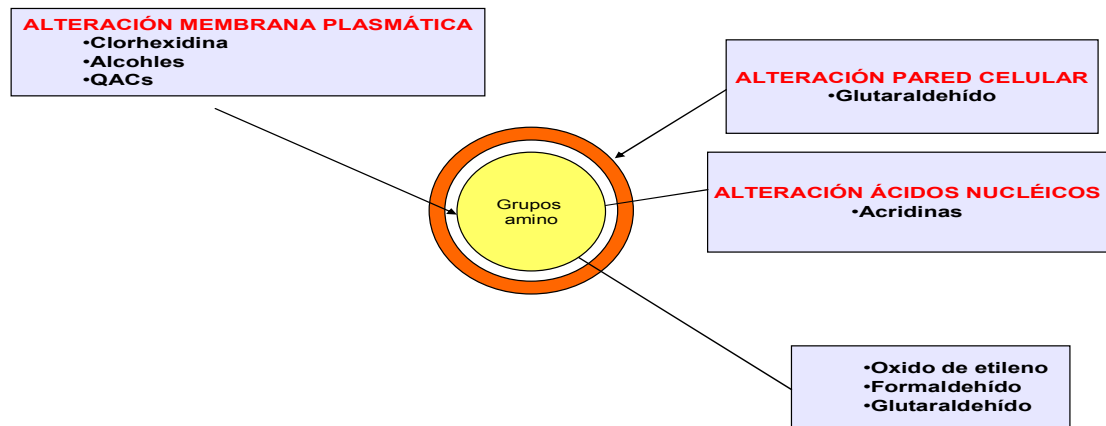 ALTERACIÓN MEMBRANA PLASMÁTICA
•Clorhexidina
•Alcohles
•QACs
ALTERACIÓN PARED CELULAR
•Glutaraldehído
ALTERACIÓN ÁCIDOS NUCLÉICOS
•Acridinas
Grupos
amino
•Oxido de etileno
•Formaldehído
•Glutaraldehído